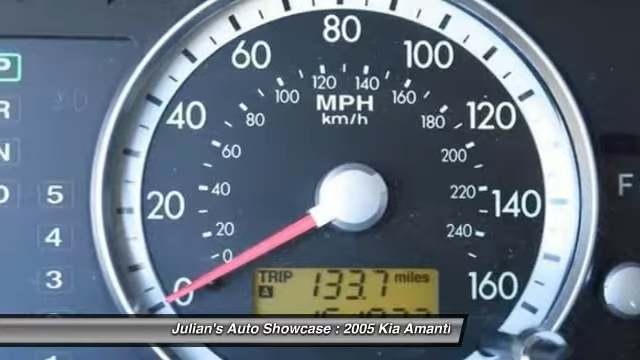 80
60 100
120 140
100 160
MPH
km/h
40 80 180 120
60 200
20 40 220 140
20 240
0
0 160
TRIP A 133.7 miles
P
R
N
D 5
4
3
F
Julian's Auto Showcase : 2005 Kia Amanti